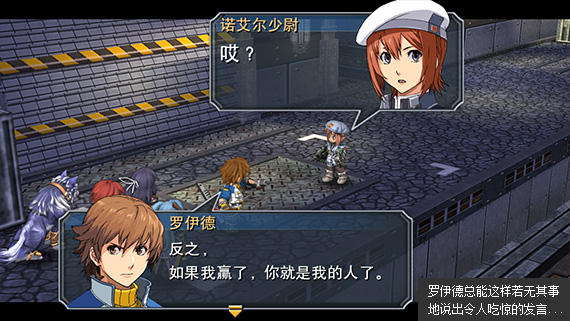 诺艾尔少尉
哎？
罗伊德
反之，
如果我赢了，你就是我的人了。
罗伊德总能这样若无其事
地说出令人吃惊的发言...